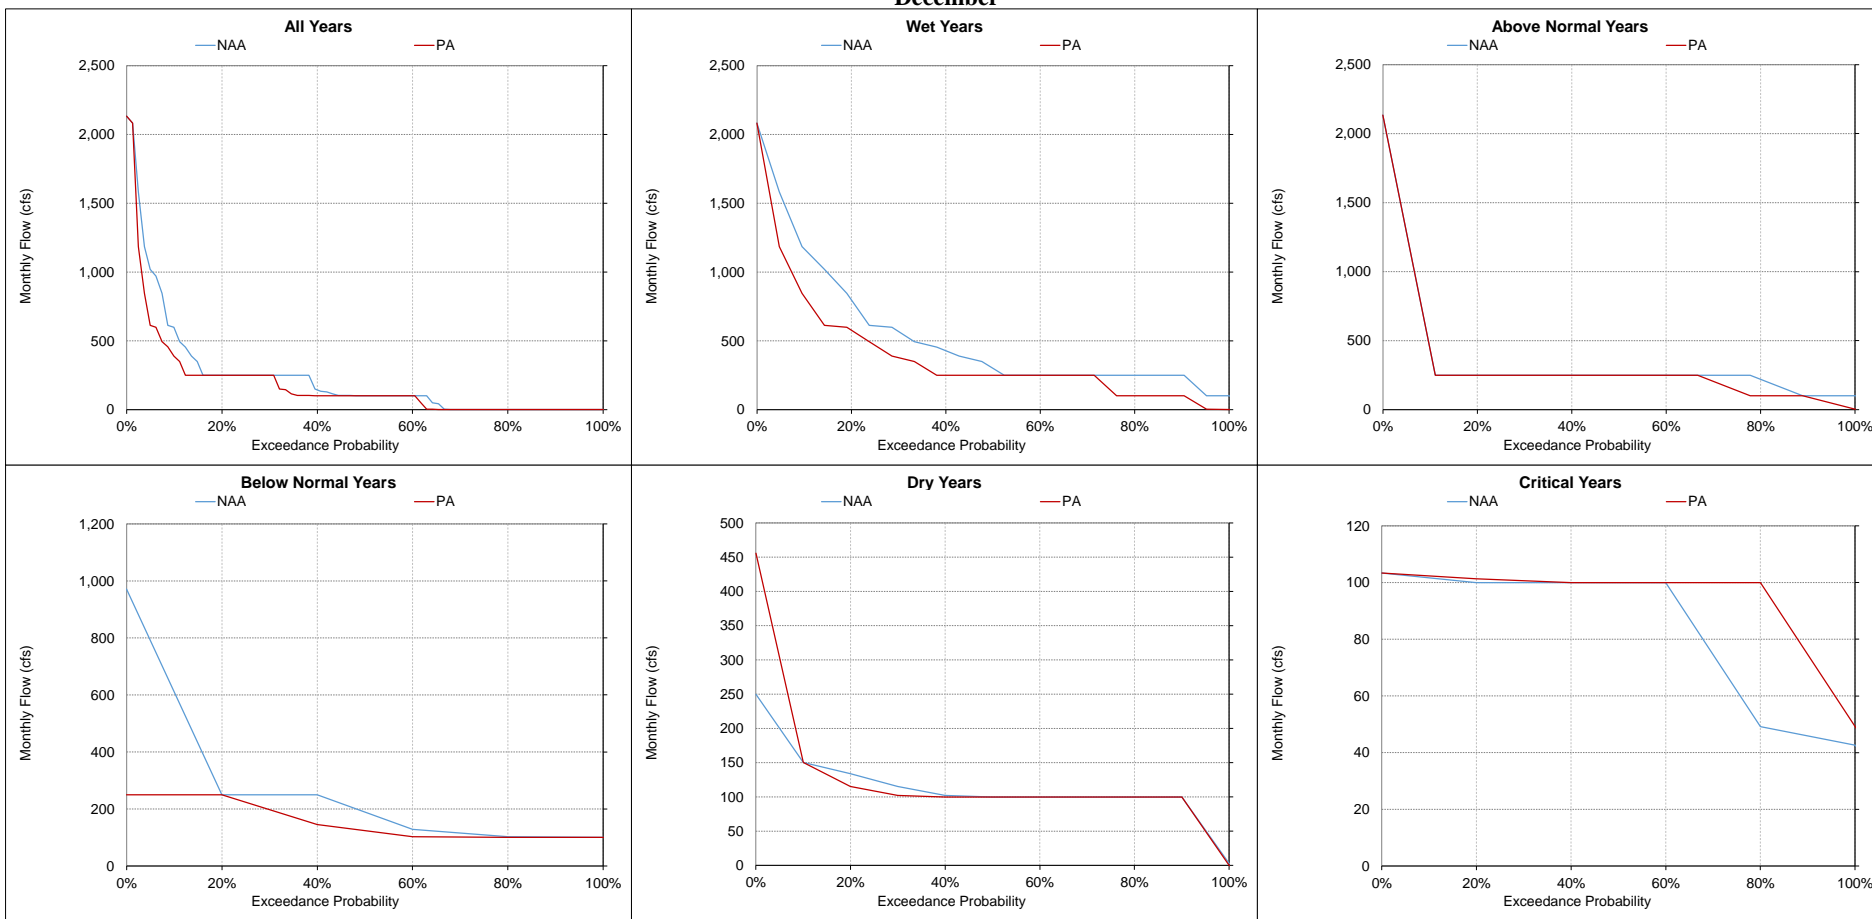 December
All Years
NAA PA
2,500
2,000
1,500
1,000
500
0
0% 20% 40% 60% 80% 100%
Monthly Flow (cfs)
Exceedance Probability
Wet Years
NAA PA
2,500
2,000
1,500
1,000
500
0
0% 20% 40% 60% 80% 100%
Monthly Flow (cfs)
Exceedance Probability
Above Normal Years
NAA PA
2,500
2,000
1,500
1,000
500
0
0% 20% 40% 60% 80% 100%
Monthly Flow (cfs)
Exceedance Probability
Below Normal Years
NAA PA
1,200
1,000
800
600
400
200
0
0% 20% 40% 60% 80% 100%
Monthly Flow (cfs)
Exceedance Probability
Dry Years
NAA PA
500
450
400
350
300
250
200
150
100
50
0
0% 20% 40% 60% 80% 100%
Monthly Flow (cfs)
Exceedance Probability
Critical Years
NAA PA
120
100
80
60
40
20
0
0% 20% 40% 60% 80% 100%
Monthly Flow (cfs)
Exceedance Probability